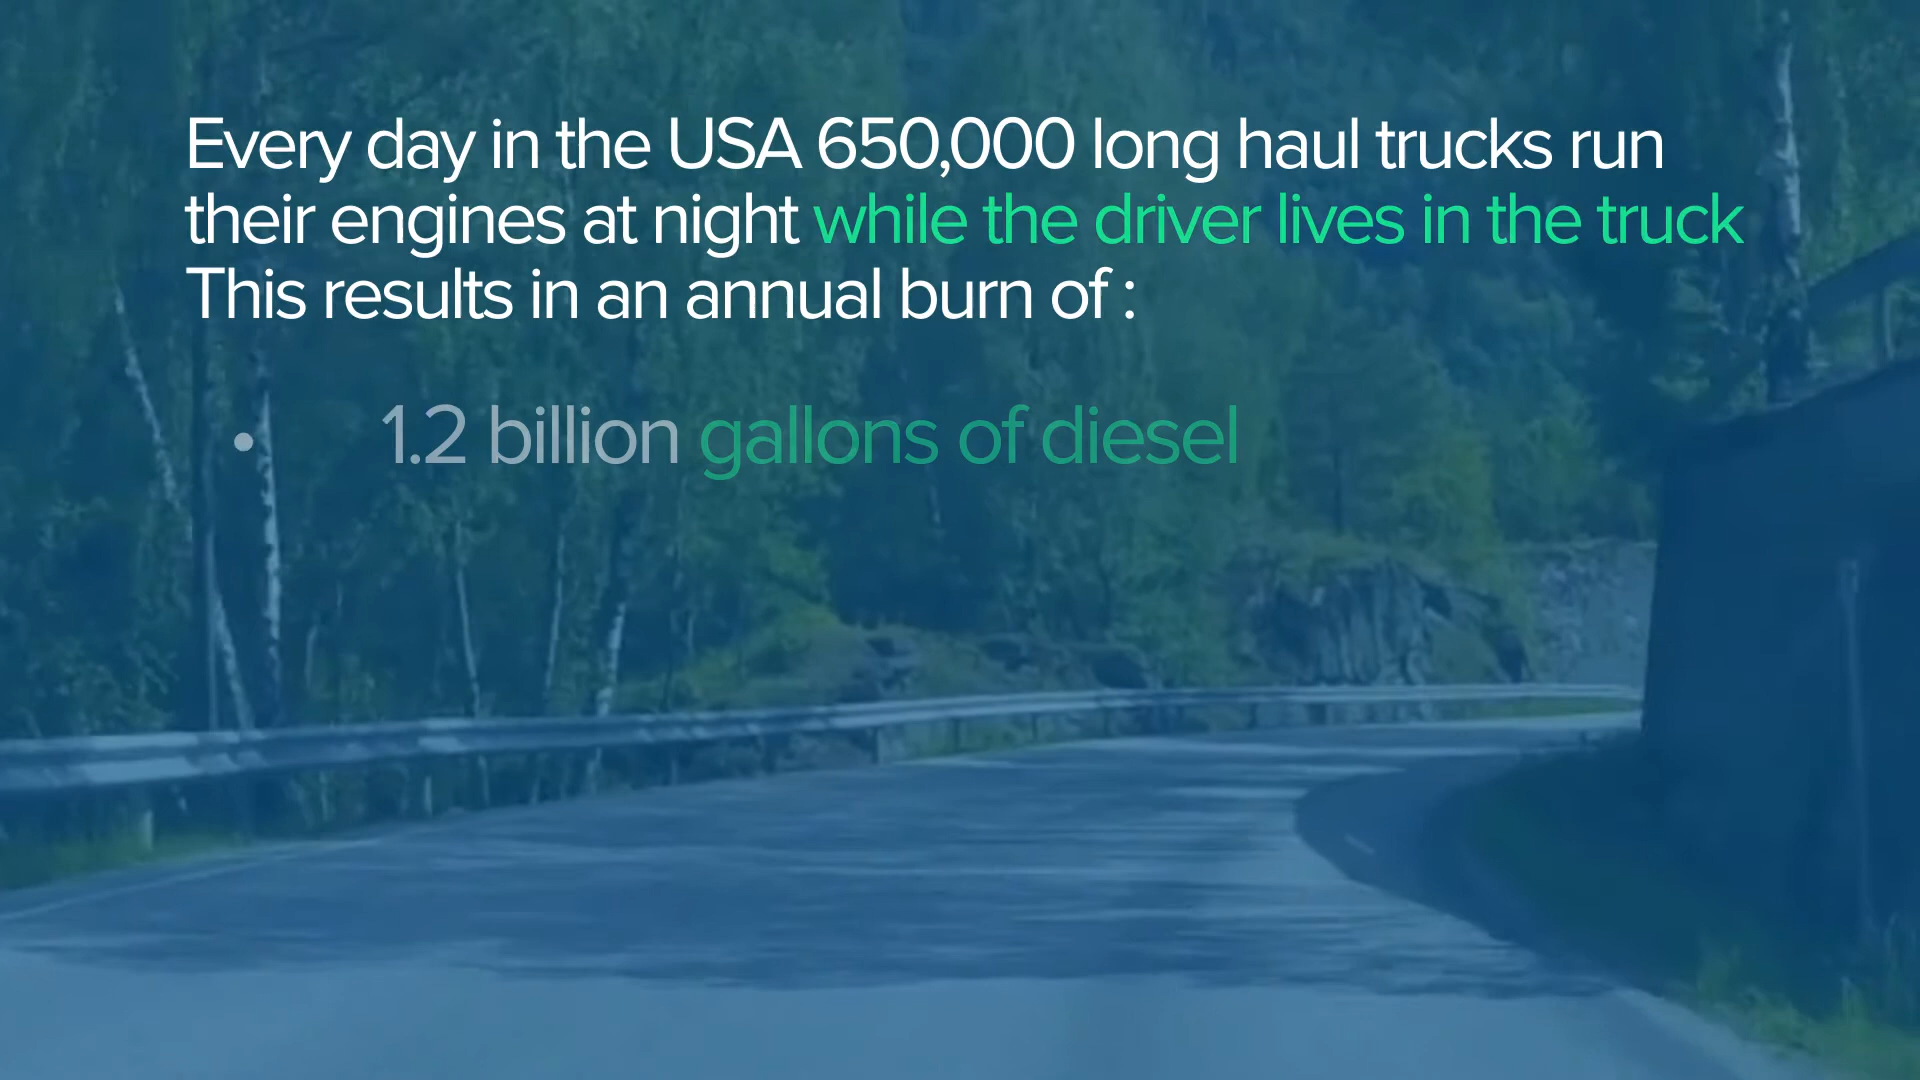 Every day in the USA 650,000 long haul trucks run
their engines at night while the driver lives in the truck
This results in an annual burn of :
• 1.2 billion gallons of diesel